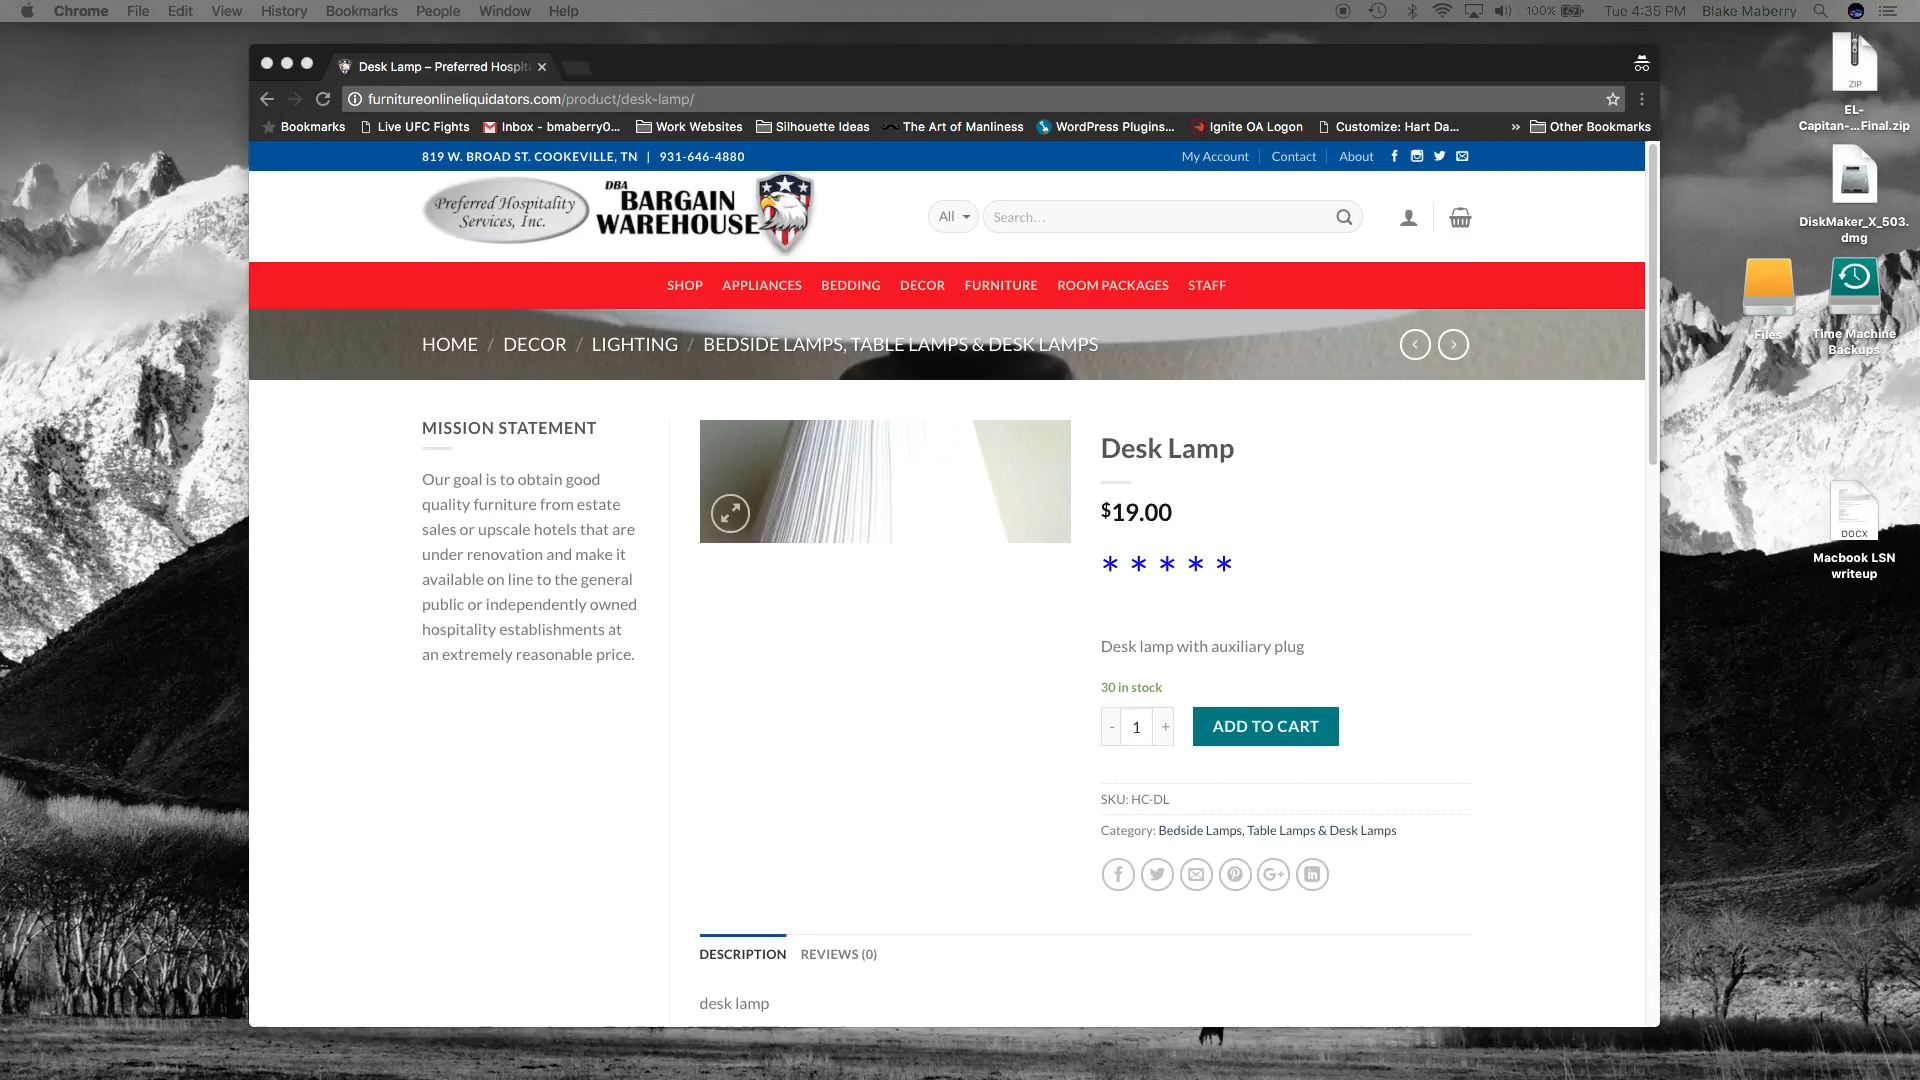 Chrome File Edit View History Bookmarks People Window Help 100% Tue 4:35 PM Blake Maberry
Desk Lamp – Preferred Hospit
furnitureonlineliquidators.com/product/desk-lamp/
Bookmarks Live UFC Fights Inbox - bmaberry0... Work Websites Silhouette Ideas The Art of Manliness WordPress Plugins... Ignite OA Logon Customize: Hart Da... » Other Bookmarks
819 W. BROAD ST. COOKEVILLE, TN | 931-646-4880 My Account Contact About
Preferred Hospitality
Services, Inc.
DBA
BARGAIN
WAREHOUSE
All Search...
SHOP APPLIANCES BEDDING DECOR FURNITURE ROOM PACKAGES STAFF
HOME / DECOR / LIGHTING / BEDSIDE LAMPS, TABLE LAMPS & DESK LAMPS
MISSION STATEMENT
Our goal is to obtain good
quality furniture from estate
sales or upscale hotels that are
under renovation and make it
available on line to the general
public or independently owned
hospitality establishments at
an extremely reasonable price.
Desk Lamp
$19.00
* * * * *
Desk lamp with auxiliary plug
30 in stock
- 1 + ADD TO CART
SKU: HC-DL
Category: Bedside Lamps, Table Lamps & Desk Lamps
DESCRIPTION REVIEWS (0)
desk lamp
ZIP
EL-
Capitan-...Final.zip
DiskMaker_X_503.
dmg
Files
Time Machine
Backups
DOCX
Macbook LSN
writeup